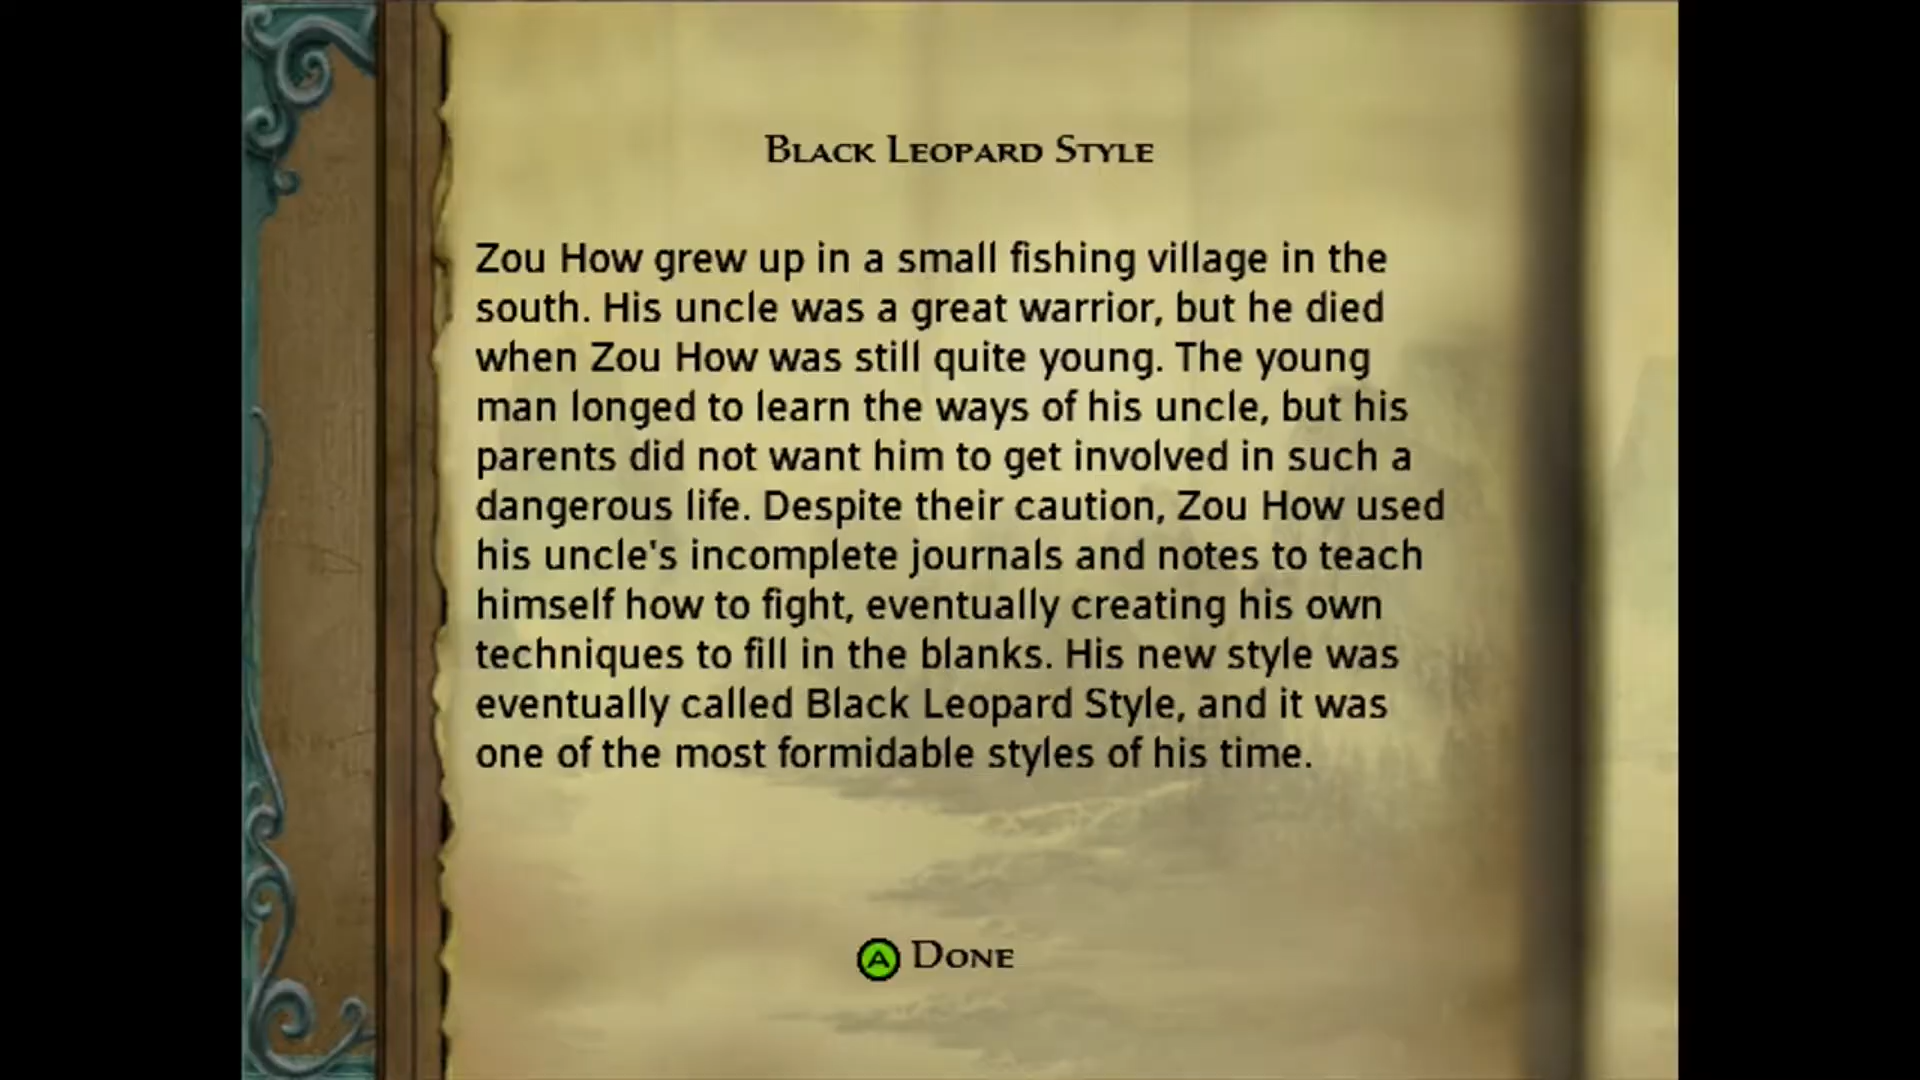 Black Leopard Style
Zou How grew up in a small fishing village in the
south. His uncle was a great warrior, but he died
when Zou How was still quite young. The young
man longed to learn the ways of his uncle, but his
parents did not want him to get involved in such a
dangerous life. Despite their caution, Zou How used
his uncle's incomplete journals and notes to teach
himself how to fight, eventually creating his own
techniques to fill in the blanks. His new style was
eventually called Black Leopard Style, and it was
one of the most formidable styles of his time.
A Done